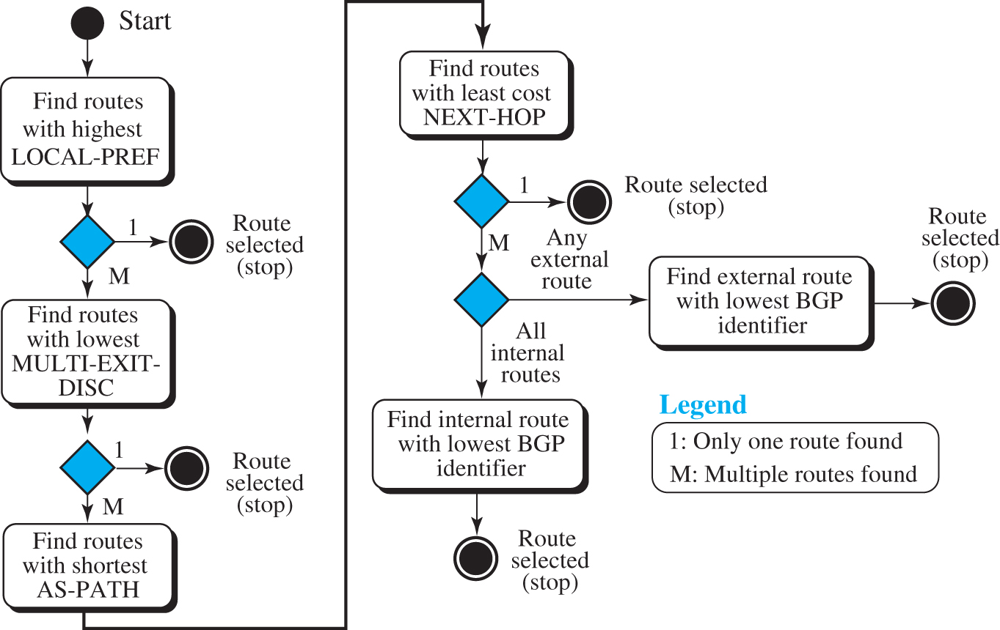 Start
Find routes
with highest
LOCAL-PREF
1
Route
selected
(stop)
M
Find routes
with lowest
MULTI-EXIT-
DISC
1
Route
selected
(stop)
M
Find routes
with shortest
AS-PATH
Find routes
with least cost
NEXT-HOP
1
Route selected
(stop)
M
Any
external
route
Find external route
with lowest BGP
identifier
Route
selected
(stop)
All
internal
routes
Find internal route
with lowest BGP
identifier
Route
selected
(stop)
Legend
1: Only one route found
M: Multiple routes found